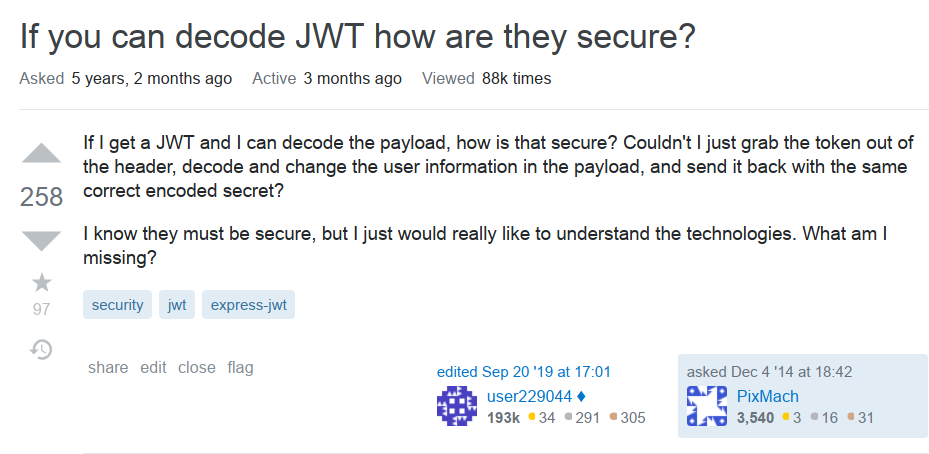 If you can decode JWT how are they secure?
Asked 5 years, 2 months ago Active 3 months ago Viewed 88k times
If I get a JWT and I can decode the payload, how is that secure? Couldn't I just grab the token out of
the header, decode and change the user information in the payload, and send it back with the same
correct encoded secret?
258
I know they must be secure, but I just would really like to understand the technologies. What am I
missing?
97
security jwt express-jwt
share edit close flag
edited Sep 20 '19 at 17:01
user229044 ♦
193k 34 291 305
asked Dec 4 '14 at 18:42
PixMach
3,540 3 16 31